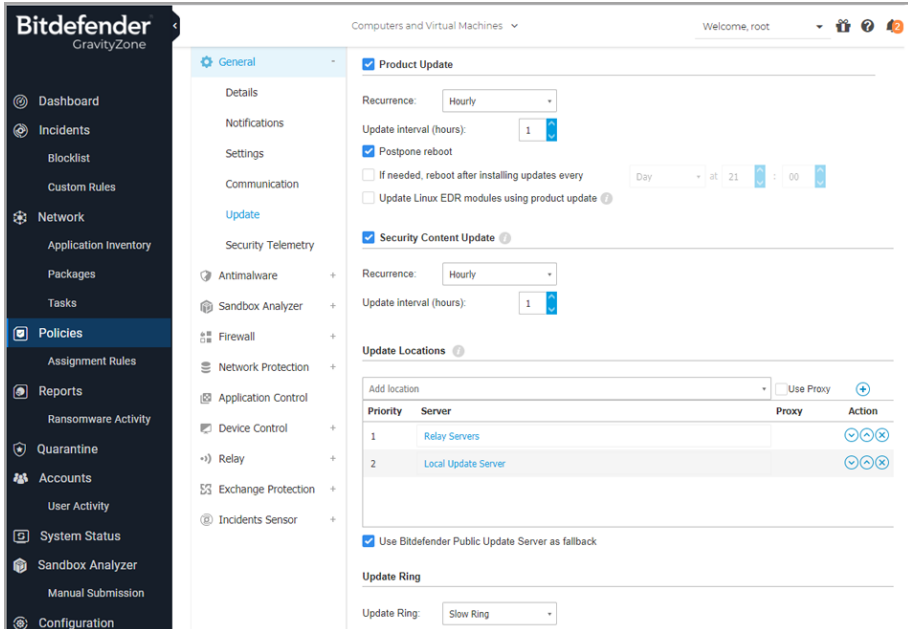 Bitdefender
GravityZone
Computers and Virtual Machines
Welcome, root
2
Dashboard
Incidents
Blocklist
Custom Rules
Network
Application Inventory
Packages
Tasks
Policies
Assignment Rules
Reports
Ransomware Activity
Quarantine
Accounts
User Activity
System Status
Sandbox Analyzer
Manual Submission
Configuration
General -
Details
Notifications
Settings
Communication
Update
Security Telemetry
Antimalware +
Sandbox Analyzer +
Firewall +
Network Protection +
Application Control
Device Control +
Relay +
Exchange Protection +
Incidents Sensor +
Product Update
Recurrence: Hourly
Update interval (hours): 1
Postpone reboot
If needed, reboot after installing updates every Day at 21 : 00
Update Linux EDR modules using product update
Security Content Update
Recurrence: Hourly
Update interval (hours): 1
Update Locations
Add location Use Proxy
Priority Server Proxy Action
1 Relay Servers
2 Local Update Server
Use Bitdefender Public Update Server as fallback
Update Ring
Update Ring: Slow Ring